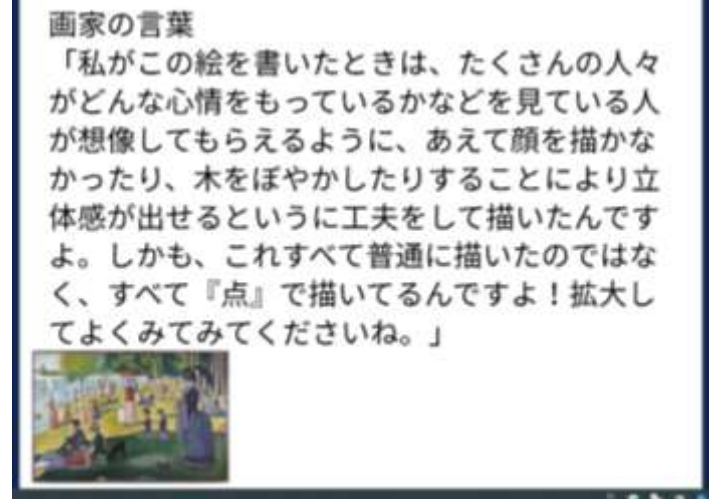 画家の言葉
「私がこの絵を書いたときは、たくさんの人々
がどんな心情をもっているかなどを見ている人
が想像してもらえるように、あえて顔を描かな
かったり、木をぼやかしたりすることにより立
体感が出せるというに工夫をして描いたんです
よ。しかも、これすべて普通に描いたのではな
く、すべて『点』で描いてるんですよ！拡大し
てよくみてみてくださいね。」